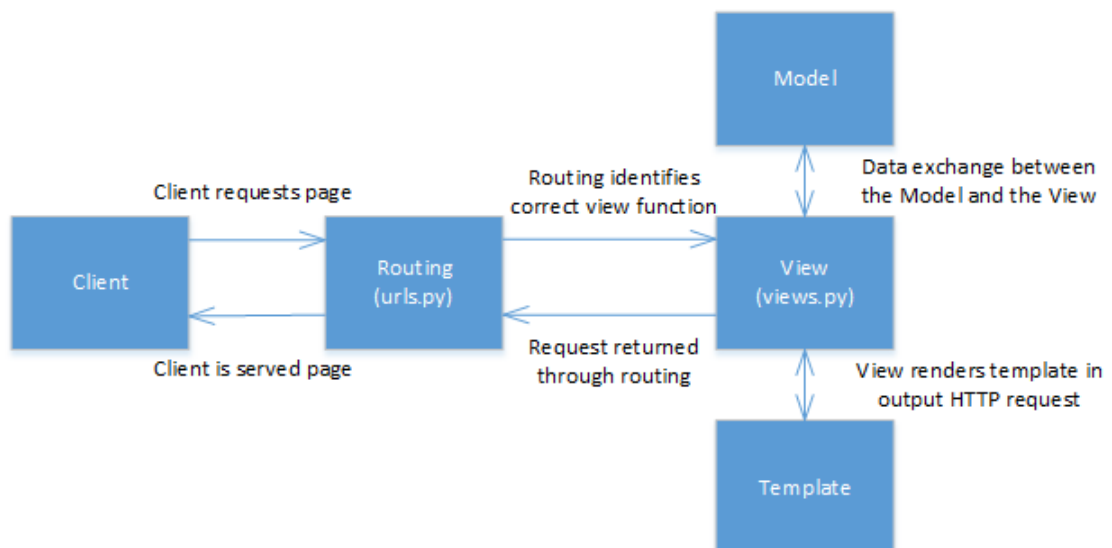 Model
Client requests page
Routing identifies
correct view function
Data exchange between
the Model and the View
Client
Routing
(urls.py)
View
(views.py)
Client is served page
Request returned
through routing
View renders template in
output HTTP request
Template